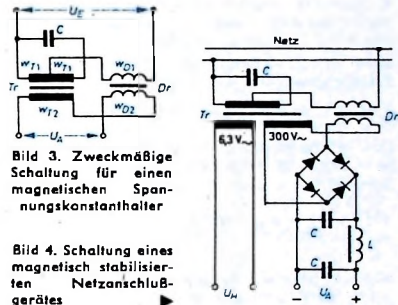 U_E
C
w_T1 w_T1 w_D1
Tr Dr
w_T2 w_D2
U_A
Bild 3. Zweckmäßige
Schaltung für einen
magnetischen Span-
nungskonstanthalter
Bild 4. Schaltung eines
magnetisch stabilisier-
ten Netzanschluß-
gerätes
Netz
C
Tr Dr
6,3 V~ 300 V~
C
L
C
U_H − U_A +